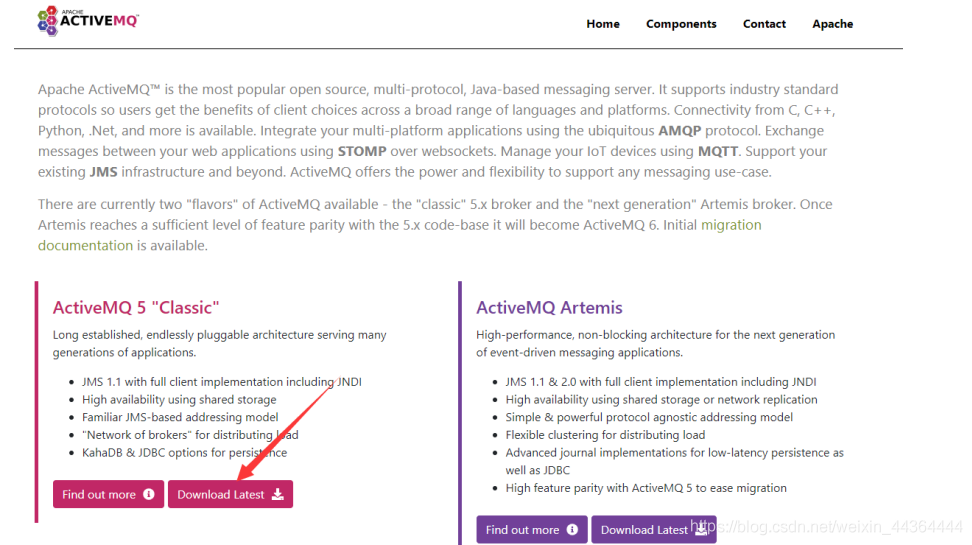 APACHE
ACTIVEMQ™
Home Components Contact Apache
Apache ActiveMQ™ is the most popular open source, multi-protocol, Java-based messaging server. It supports industry standard
protocols so users get the benefits of client choices across a broad range of languages and platforms. Connectivity from C, C++,
Python, .Net, and more is available. Integrate your multi-platform applications using the ubiquitous AMQP protocol. Exchange
messages between your web applications using STOMP over websockets. Manage your IoT devices using MQTT. Support your
existing JMS infrastructure and beyond. ActiveMQ offers the power and flexibility to support any messaging use-case.
There are currently two "flavors" of ActiveMQ available - the "classic" 5.x broker and the "next generation" Artemis broker. Once
Artemis reaches a sufficient level of feature parity with the 5.x code-base it will become ActiveMQ 6. Initial migration
documentation is available.
ActiveMQ 5 "Classic"
Long established, endlessly pluggable architecture serving many
generations of applications.
• JMS 1.1 with full client implementation including JNDI
• High availability using shared storage
• Familiar JMS-based addressing model
• "Network of brokers" for distributing load
• KahaDB & JDBC options for persistence
Find out more Download Latest
ActiveMQ Artemis
High-performance, non-blocking architecture for the next generation
of event-driven messaging applications.
• JMS 1.1 & 2.0 with full client implementation including JNDI
• High availability using shared storage or network replication
• Simple & powerful protocol agnostic addressing model
• Flexible clustering for distributing load
• Advanced journal implementations for low-latency persistence as
well as JDBC
• High feature parity with ActiveMQ 5 to ease migration
Find out more Download Latest
https://blog.csdn.net/weixin_44364444